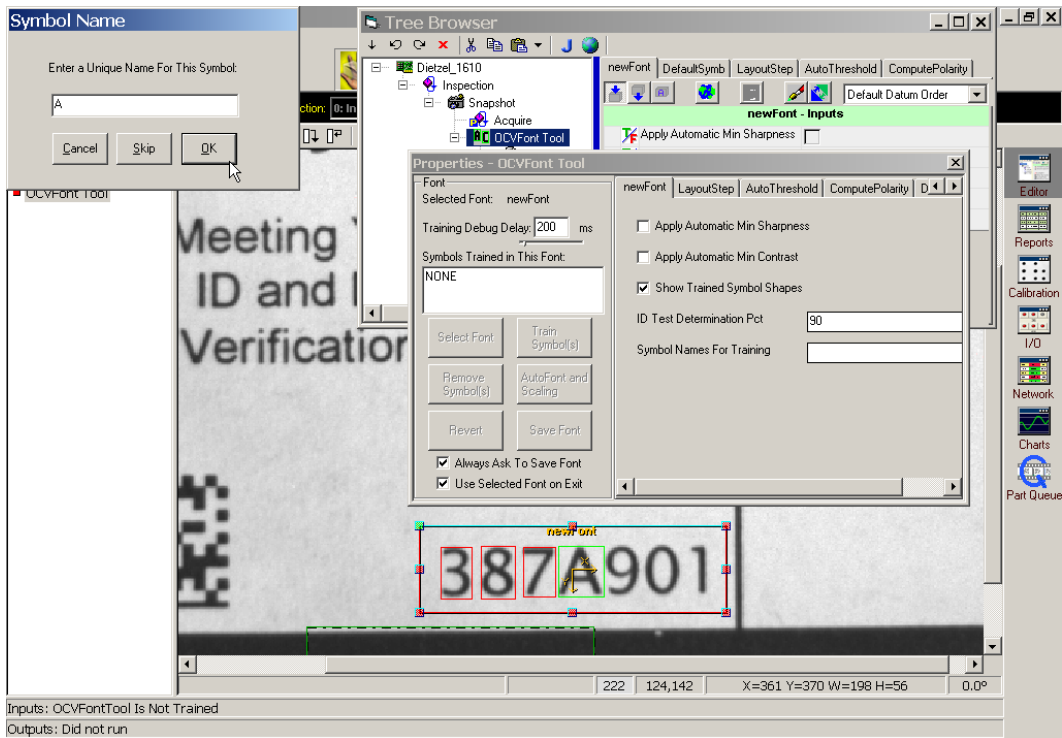 Symbol Name
Enter a Unique Name For This Symbol:
A
Cancel
Skip
OK
ction:
0: In
OCVFont Tool
Tree Browser
Dietzel_1610
Inspection
Snapshot
Acquire
OCVFont Tool
newFont
DefaultSymb
LayoutStep
AutoThreshold
ComputePolarity
Default Datum Order
newFont - Inputs
Apply Automatic Min Sharpness
Properties - OCVFont Tool
Font
Selected Font: newFont
Training Debug Delay: 200 ms
Symbols Trained in This Font:
NONE
Select Font
Train Symbol(s)
Remove Symbol(s)
AutoFont and Scaling
Revert
Save Font
Always Ask To Save Font
Use Selected Font on Exit
newFont
LayoutStep
AutoThreshold
ComputePolarity
D
Apply Automatic Min Sharpness
Apply Automatic Min Contrast
Show Trained Symbol Shapes
ID Test Determination Pct 90
Symbol Names For Training
Editor
Reports
Calibration
I/O
Network
Charts
Part Queue
Meeting
ID and
Verification
newFont
387A901
222
124,142
X=361 Y=370 W=198 H=56
0.0°
Inputs: OCVFontTool Is Not Trained
Outputs: Did not run